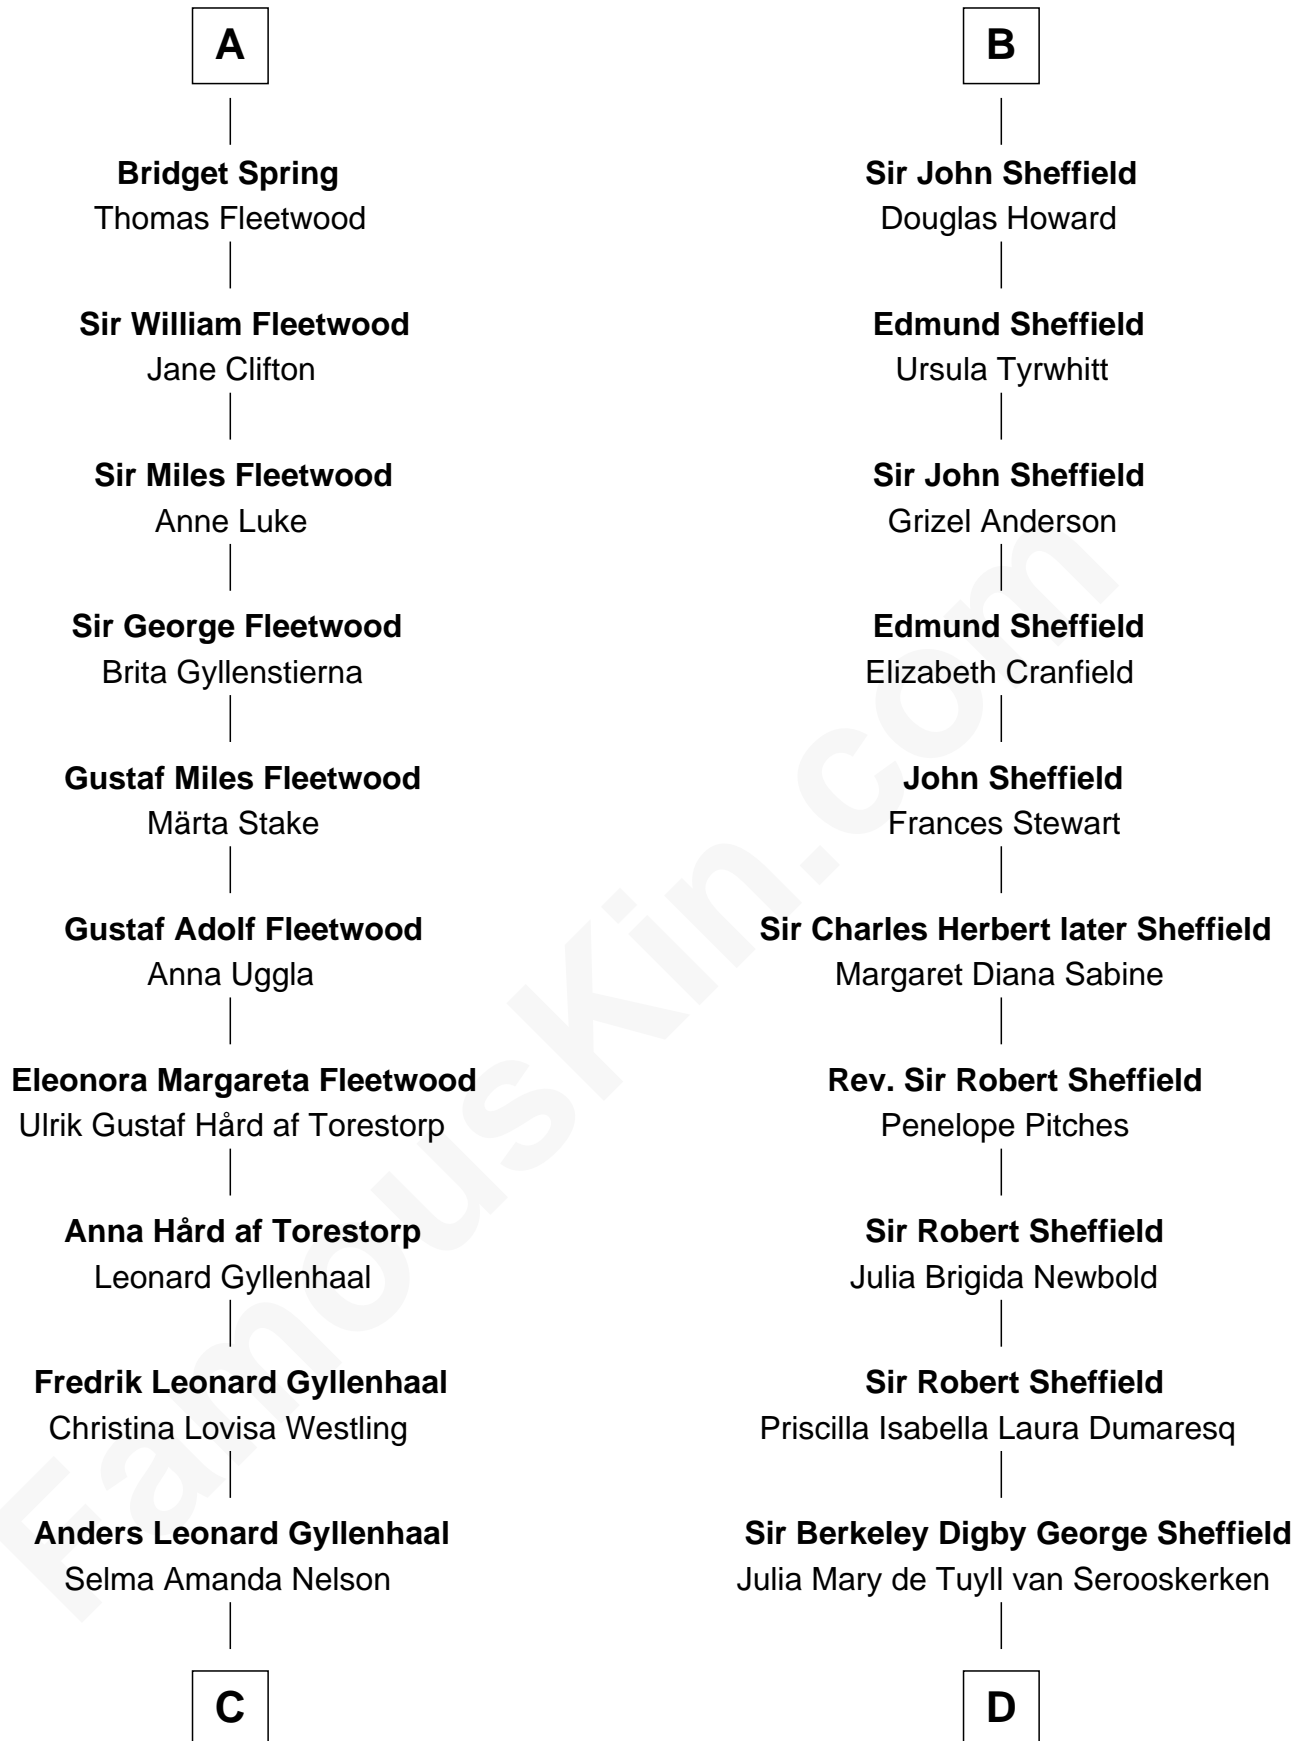 A
Bridget Spring
Thomas Fleetwood
Sir William Fleetwood
Jane Clifton
Sir Miles Fleetwood
Anne Luke
Sir George Fleetwood
Brita Gyllenstierna
Gustaf Miles Fleetwood
Märta Stake
Gustaf Adolf Fleetwood
Anna Uggla
Eleonora Margareta Fleetwood
Ulrik Gustaf Hård af Torestorp
Anna Hård af Torestorp
Leonard Gyllenhaal
Fredrik Leonard Gyllenhaal
Christina Lovisa Westling
Anders Leonard Gyllenhaal
Selma Amanda Nelson
C
B
Sir John Sheffield
Douglas Howard
Edmund Sheffield
Ursula Tyrwhitt
Sir John Sheffield
Grizel Anderson
Edmund Sheffield
Elizabeth Cranfield
John Sheffield
Frances Stewart
Sir Charles Herbert later Sheffield
Margaret Diana Sabine
Rev. Sir Robert Sheffield
Penelope Pitches
Sir Robert Sheffield
Julia Brigida Newbold
Sir Robert Sheffield
Priscilla Isabella Laura Dumaresq
Sir Berkeley Digby George Sheffield
Julia Mary de Tuyll van Serooskerken
D
FamousKin.com